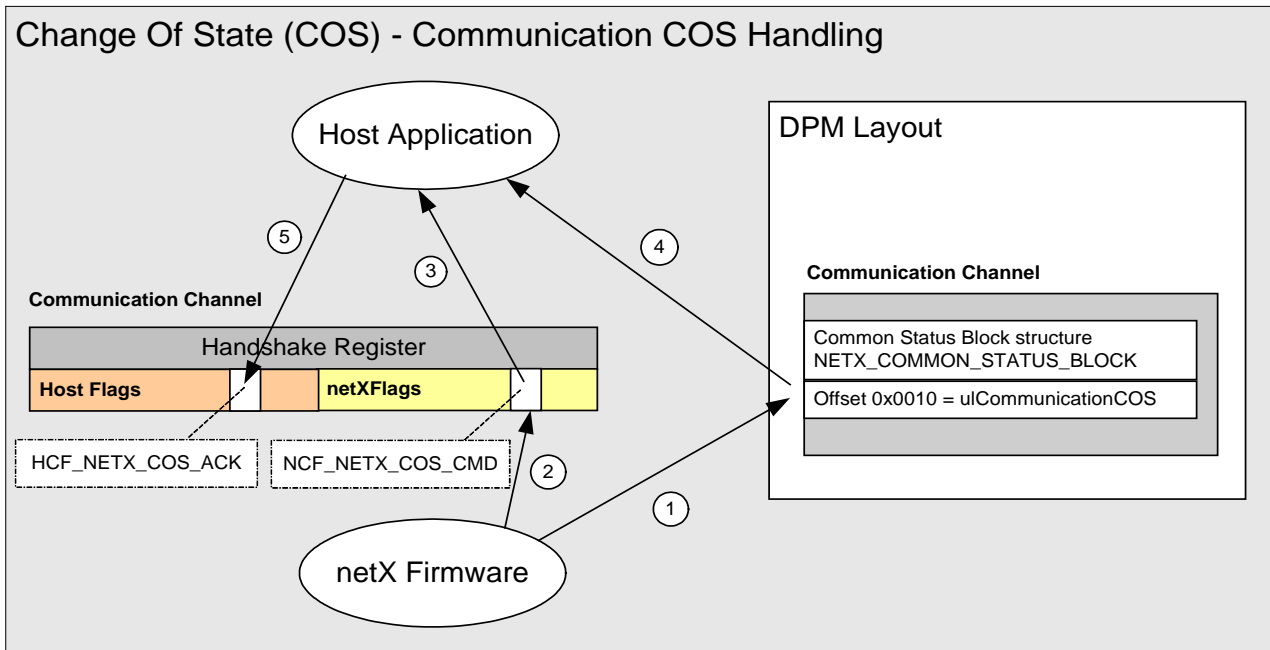 Change Of State (COS) - Communication COS Handling
Host Application
DPM Layout
5
3
4
Communication Channel
Communication Channel
Handshake Register
Host Flags
netXFlags
Common Status Block structure
NETX_COMMON_STATUS_BLOCK
Offset 0x0010 = ulCommunicationCOS
HCF_NETX_COS_ACK
NCF_NETX_COS_CMD
2
1
netX Firmware